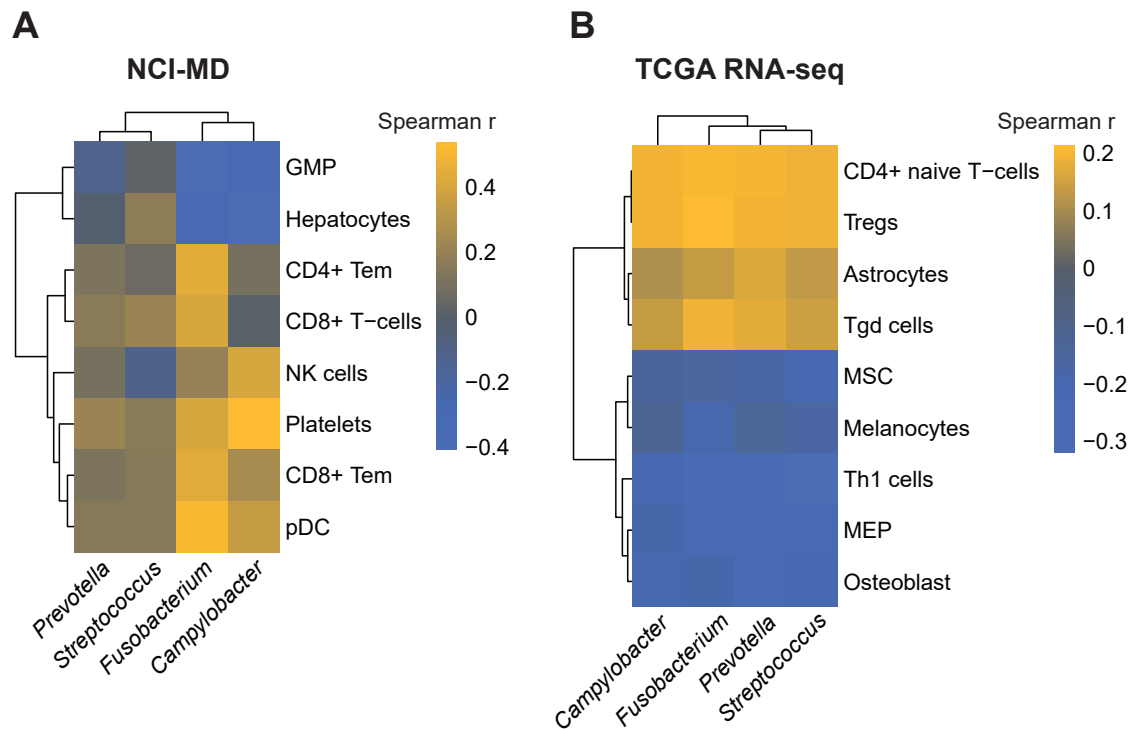 A
NCI-MD
Spearman r
GMP
Hepatocytes
CD4+ Tem
CD8+ T−cells
NK cells
Platelets
CD8+ Tem
pDC
0.4
0.2
0
−0.2
−0.4
Prevotella
Streptococcus
Fusobacterium
Campylobacter
B
TCGA RNA-seq
Spearman r
CD4+ naive T−cells
Tregs
Astrocytes
Tgd cells
MSC
Melanocytes
Th1 cells
MEP
Osteoblast
0.2
0.1
0
−0.1
−0.2
−0.3
Campylobacter
Fusobacterium
Prevotella
Streptococcus